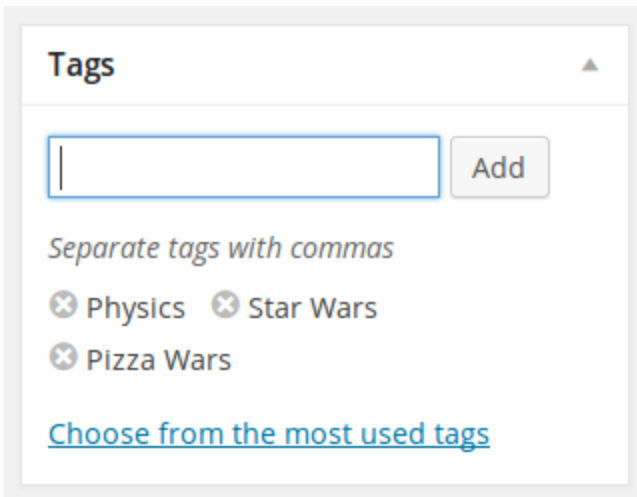 Tags
Add
Separate tags with commas
Physics Star Wars
Pizza Wars
Choose from the most used tags